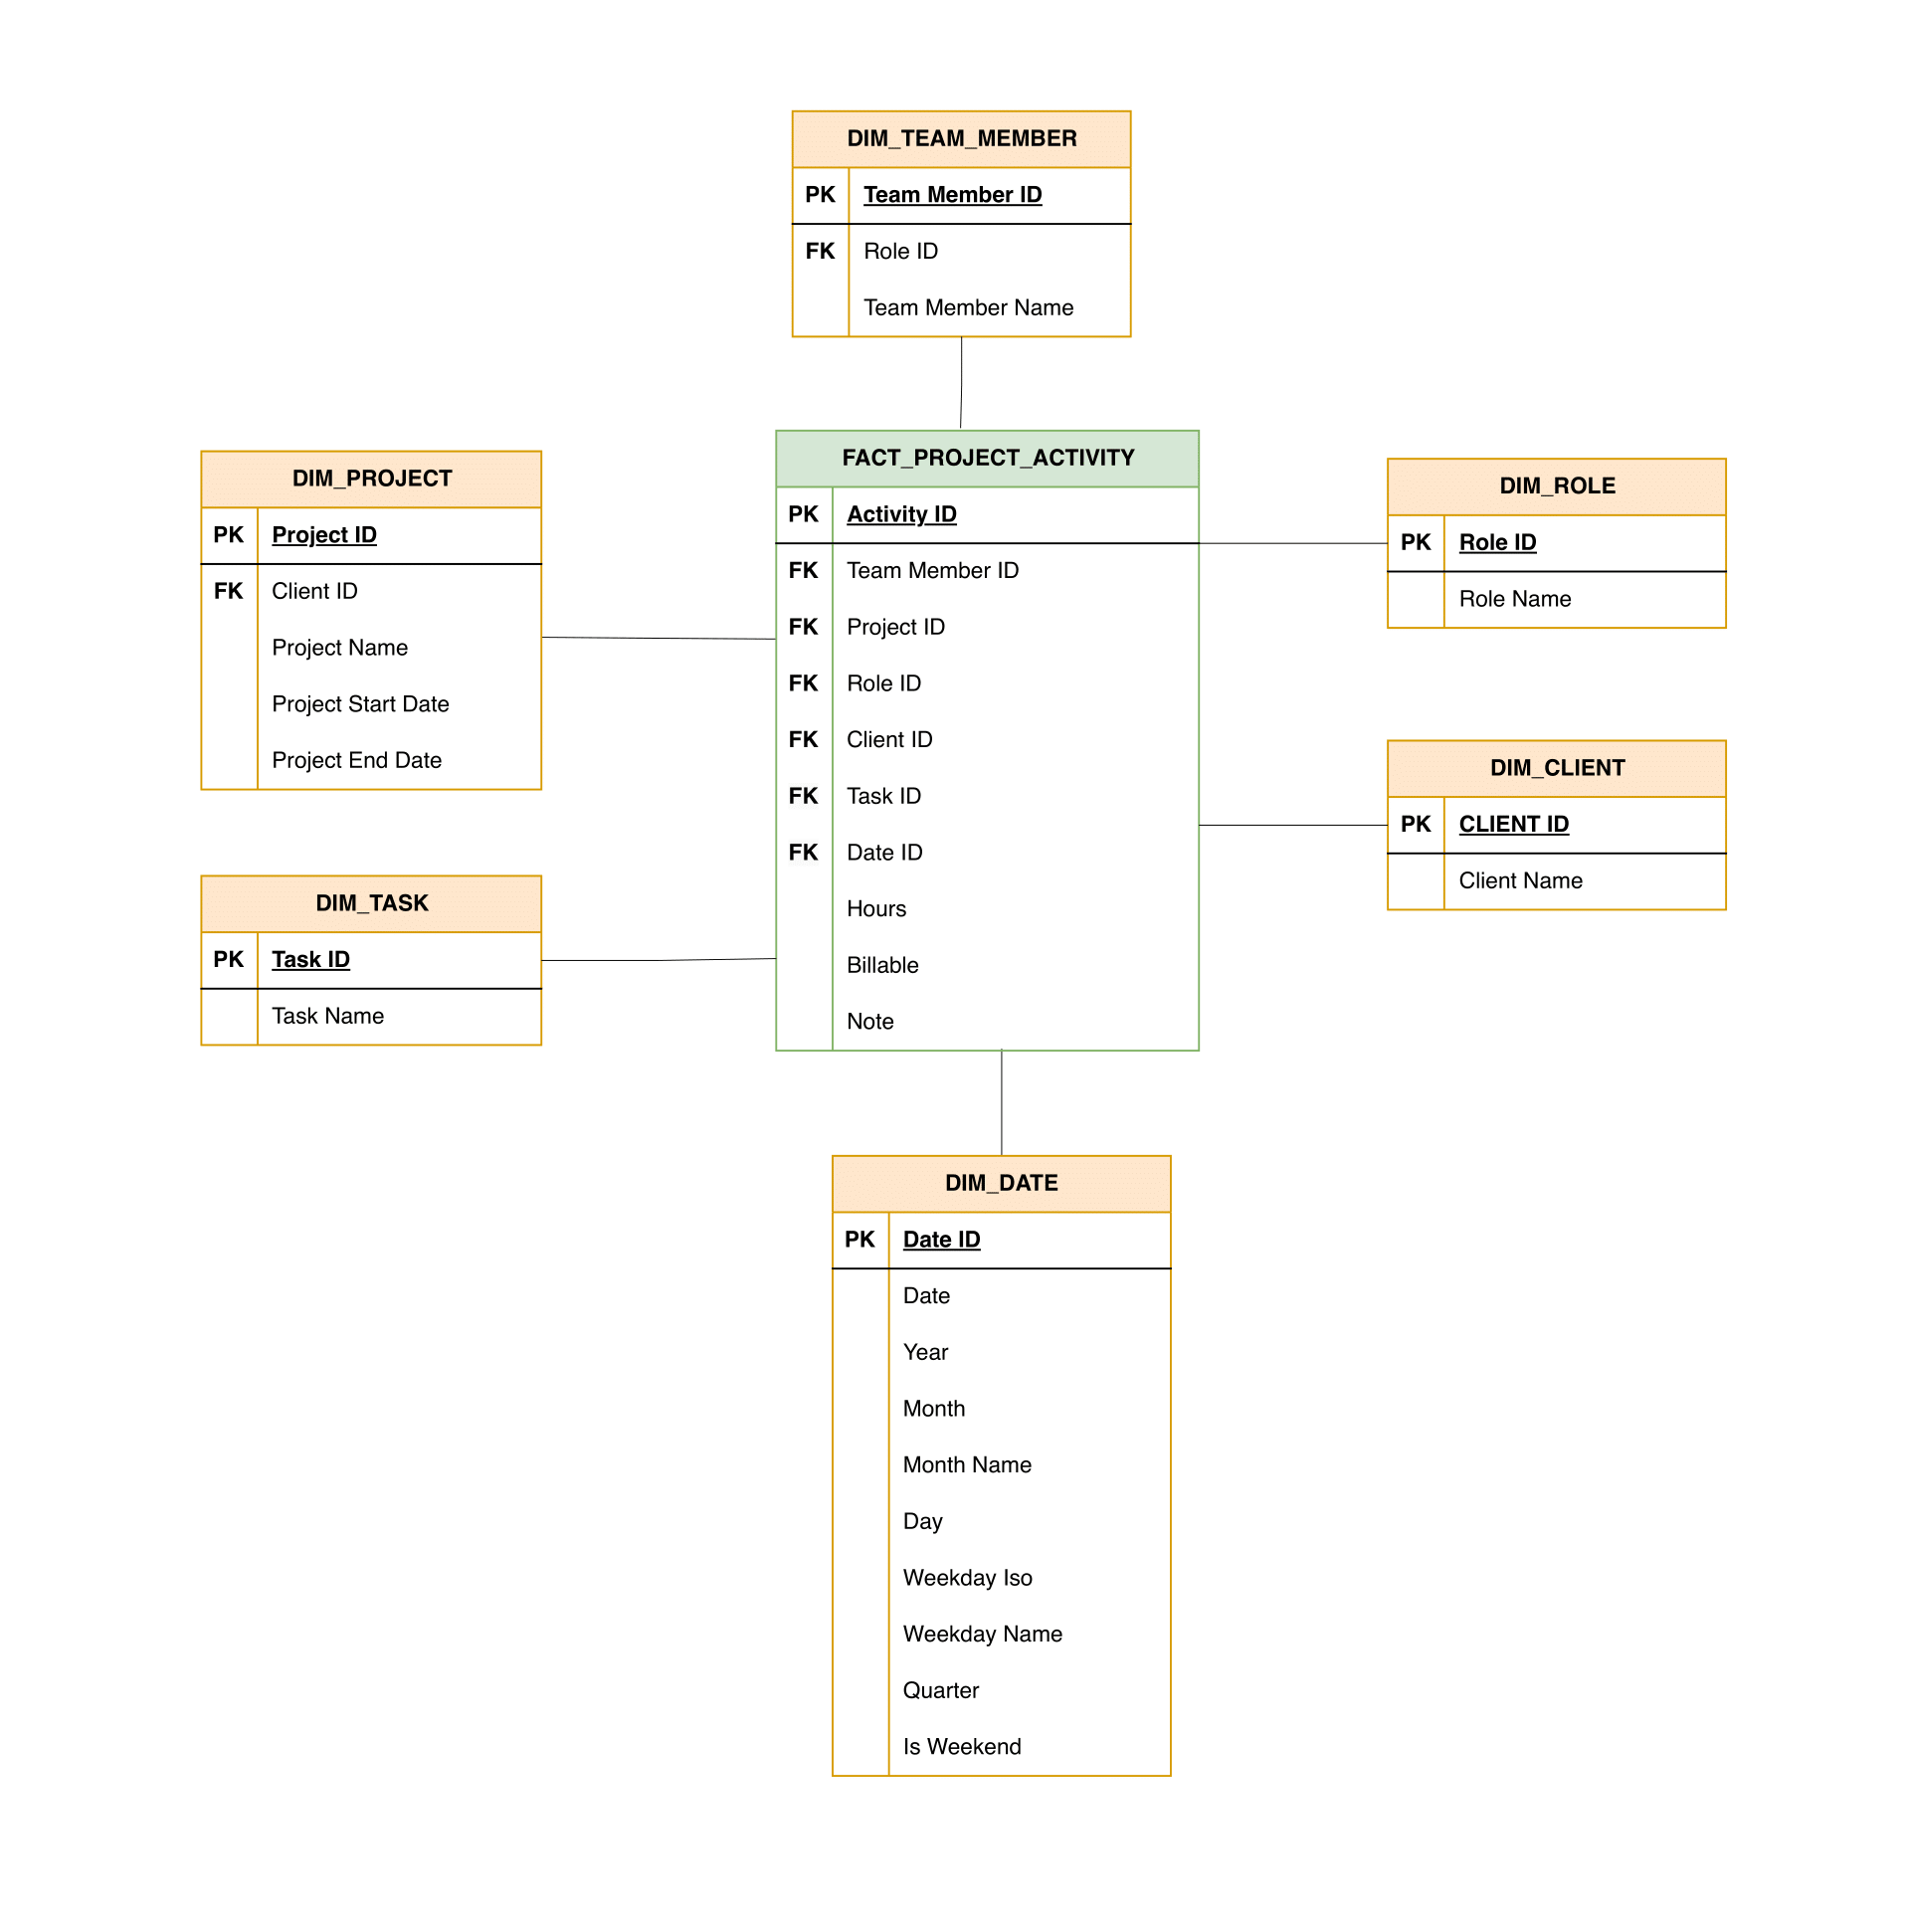 DIM_TEAM_MEMBER
PK Team Member ID
FK Role ID
Team Member Name
DIM_PROJECT
PK Project ID
FK Client ID
Project Name
Project Start Date
Project End Date
FACT_PROJECT_ACTIVITY
PK Activity ID
FK Team Member ID
FK Project ID
FK Role ID
FK Client ID
FK Task ID
FK Date ID
Hours
Billable
Note
DIM_ROLE
PK Role ID
Role Name
DIM_CLIENT
PK CLIENT ID
Client Name
DIM_TASK
PK Task ID
Task Name
DIM_DATE
PK Date ID
Date
Year
Month
Month Name
Day
Weekday Iso
Weekday Name
Quarter
Is Weekend